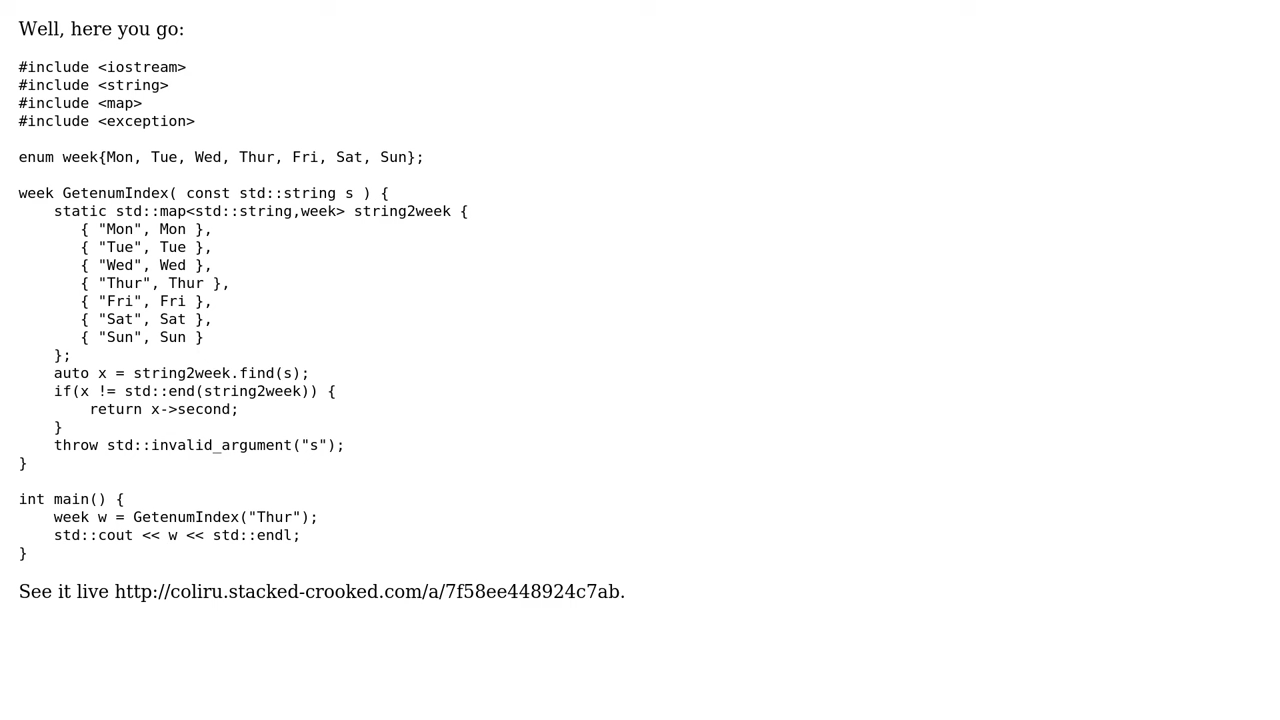 Well, here you go:
#include <iostream>
#include <string>
#include <map>
#include <exception>
enum week{Mon, Tue, Wed, Thur, Fri, Sat, Sun};
week GetenumIndex( const std::string s ) {
    static std::map<std::string,week> string2week {
       { "Mon", Mon },
       { "Tue", Tue },
       { "Wed", Wed },
       { "Thur", Thur },
       { "Fri", Fri },
       { "Sat", Sat },
       { "Sun", Sun }
    };
    auto x = string2week.find(s);
    if(x != std::end(string2week)) {
        return x->second;
    }
    throw std::invalid_argument("s");
}
int main() {
    week w = GetenumIndex("Thur");
    std::cout << w << std::endl;
}
See it live http://coliru.stacked-crooked.com/a/7f58ee448924c7ab.